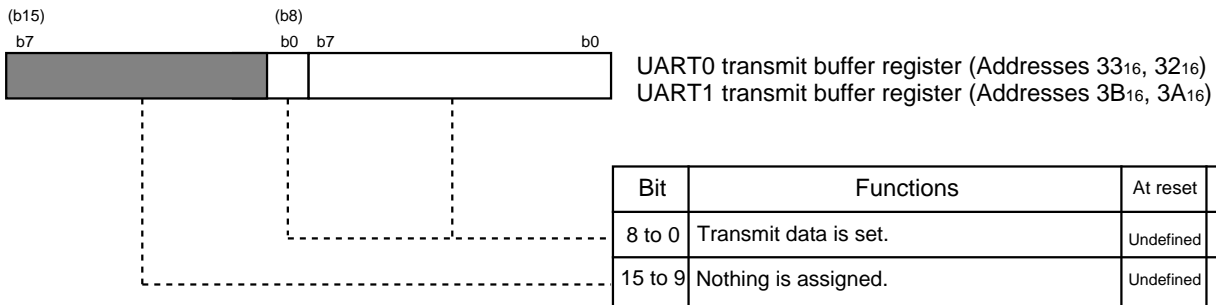 (b15) (b8)
b7 b0 b7 b0
UART0 transmit buffer register (Addresses 33₁₆, 32₁₆)
UART1 transmit buffer register (Addresses 3B₁₆, 3A₁₆)
Bit Functions At reset
8 to 0 Transmit data is set. Undefined
15 to 9 Nothing is assigned. Undefined